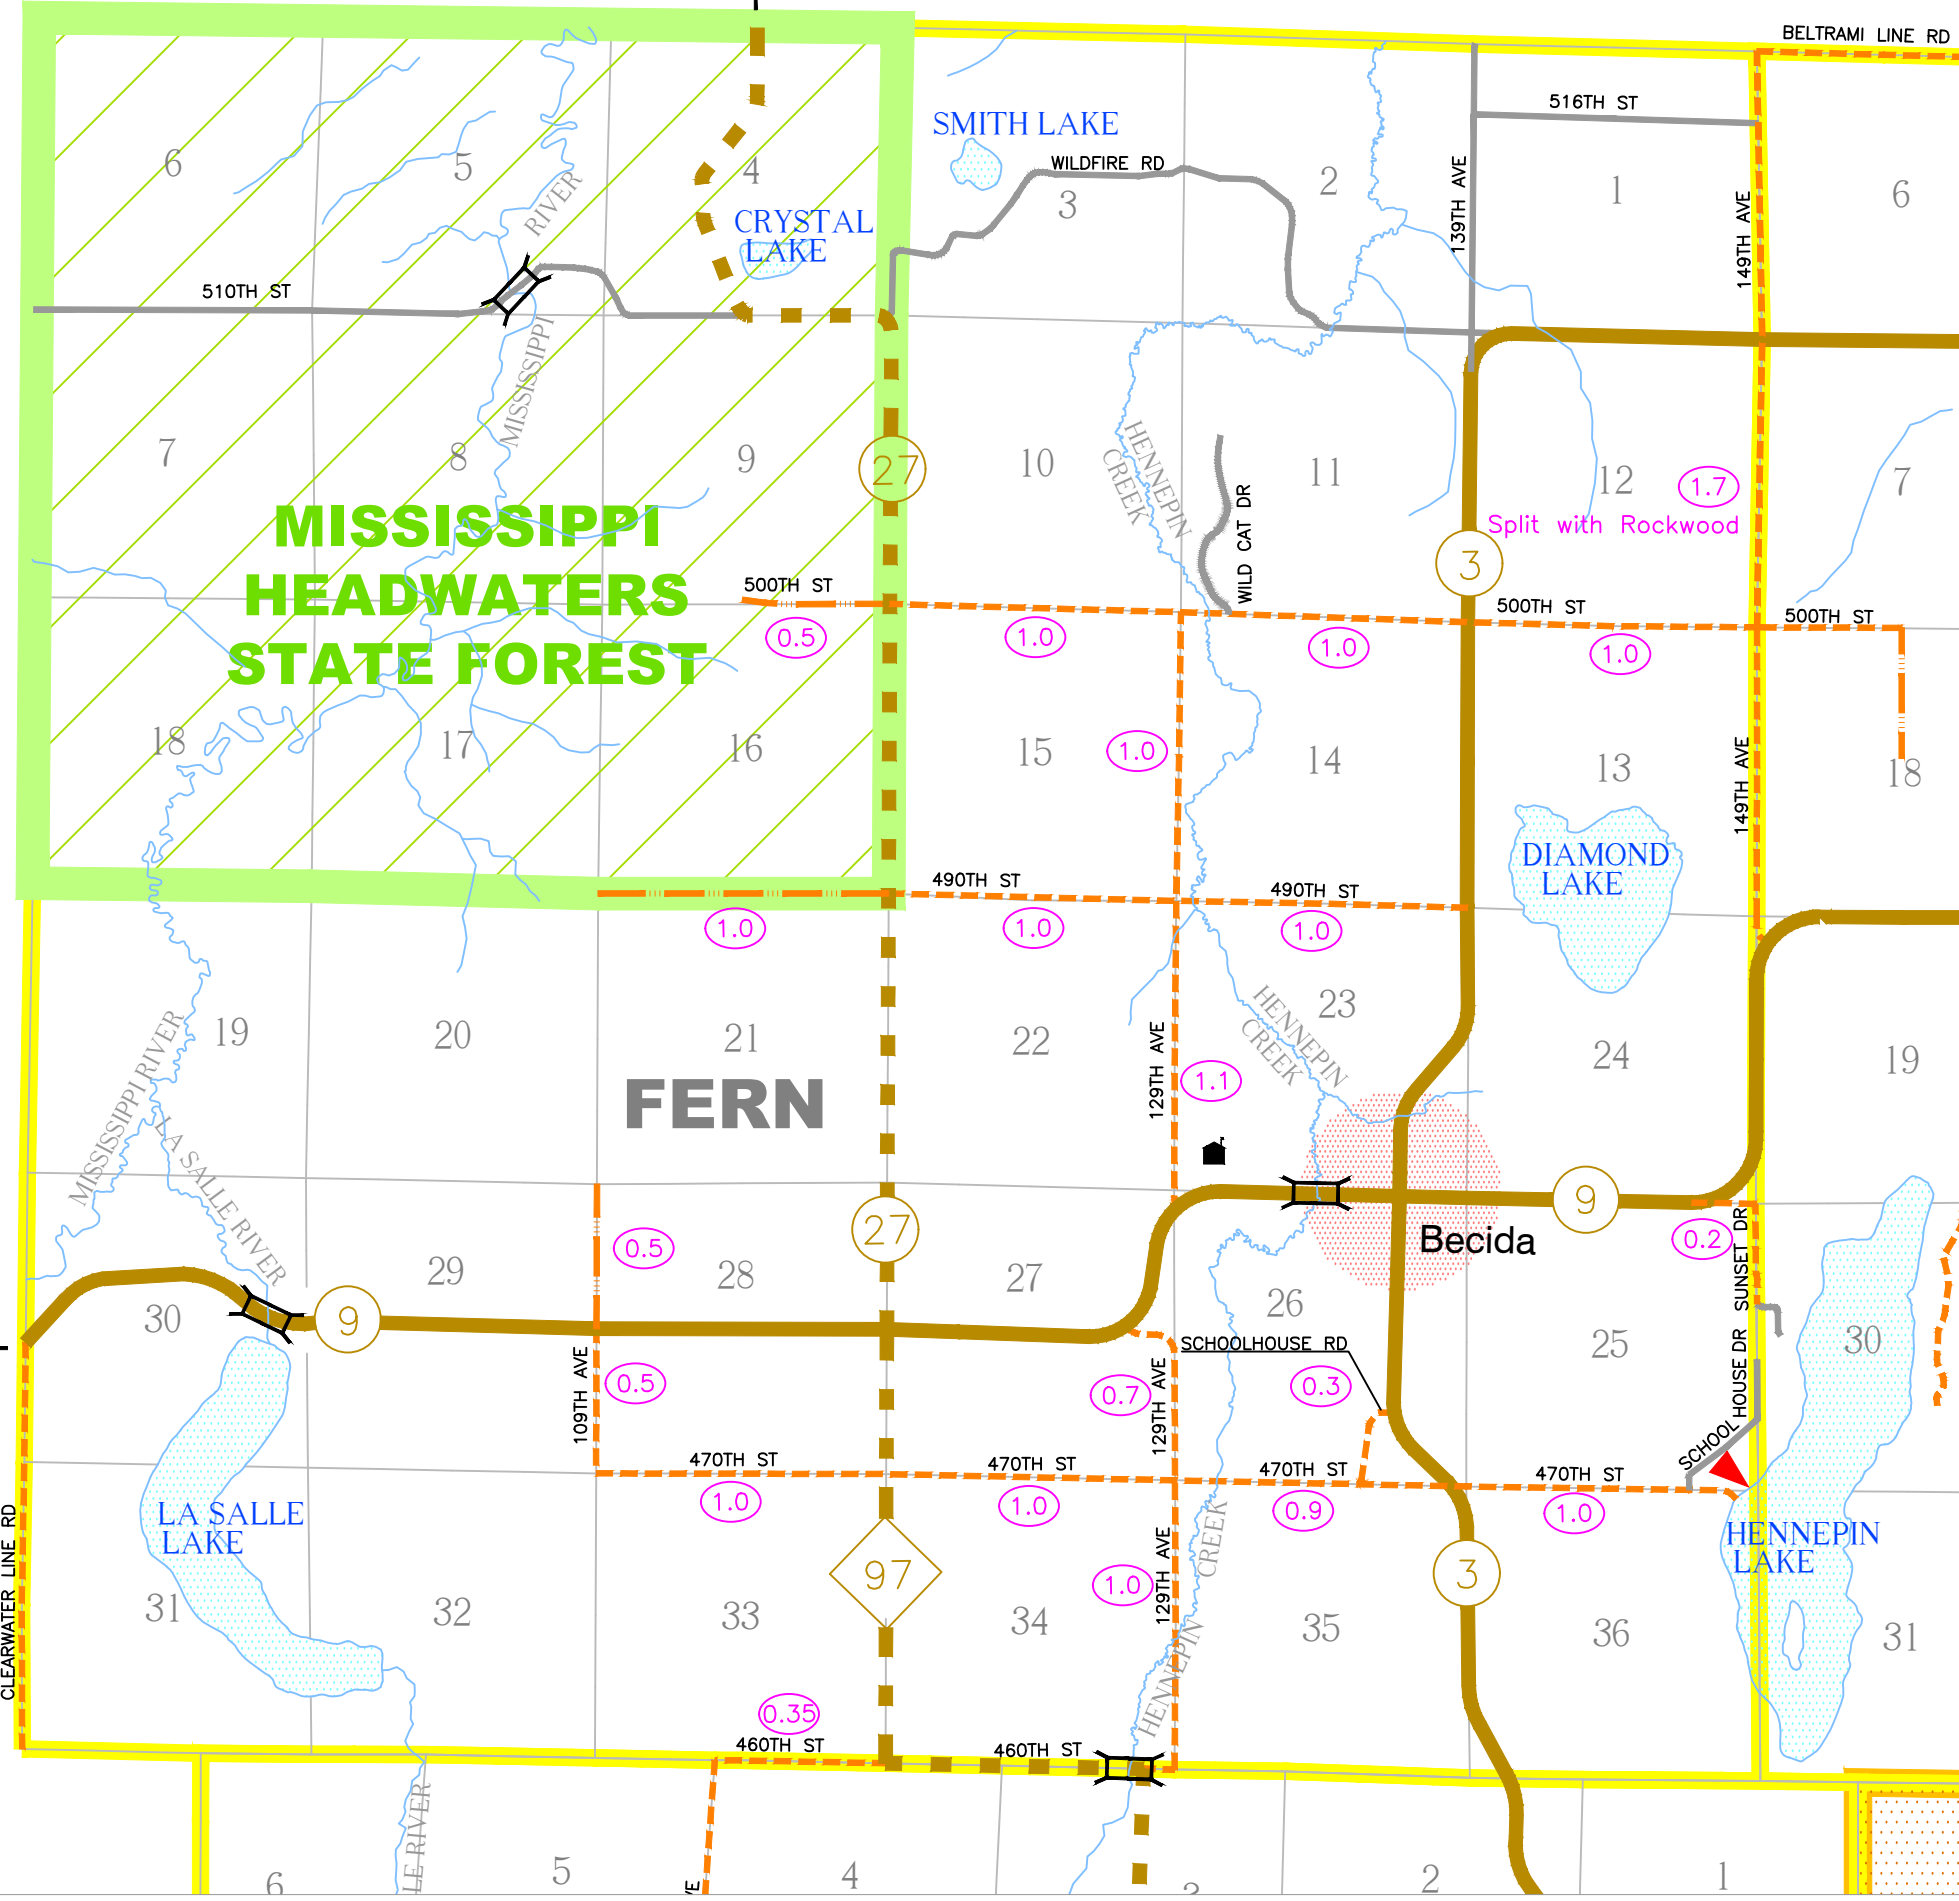 BELTRAMI LINE RD
516TH ST
SMITH LAKE
WILDFIRE RD
6
5
4
3
2
1
6
139TH AVE
149TH AVE
RIVER
CRYSTAL
LAKE
510TH ST
MISSISSIPPI
7
8
9
27
10
HENNEPIN
CREEK
11
12
1.7
7
Split with Rockwood
WILD CAT DR
3
MISSISSIPPI
HEADWATERS
STATE FOREST
500TH ST
500TH ST
500TH ST
0.5
1.0
1.0
1.0
18
17
16
15
1.0
14
13
149TH AVE
18
DIAMOND
LAKE
490TH ST
490TH ST
1.0
1.0
1.0
19
20
21
22
HENNEPIN
CREEK
23
24
19
MISSISSIPPI RIVER
FERN
129TH AVE
1.1
LA SALLE RIVER
27
9
Becida
0.2
SUNSET DR
0.5
29
28
27
26
25
30
30
9
SCHOOLHOUSE RD
109TH AVE
0.5
0.7
129TH AVE
0.3
SCHOOL HOUSE DR
470TH ST
470TH ST
470TH ST
470TH ST
1.0
1.0
0.9
1.0
CLEARWATER LINE RD
LA SALLE
LAKE
HENNEPIN
LAKE
97
1.0
129TH AVE
HENNEPIN CREEK
3
31
32
33
34
35
36
31
0.35
460TH ST
460TH ST
LE RIVER
6
5
4
3
2
1
VE